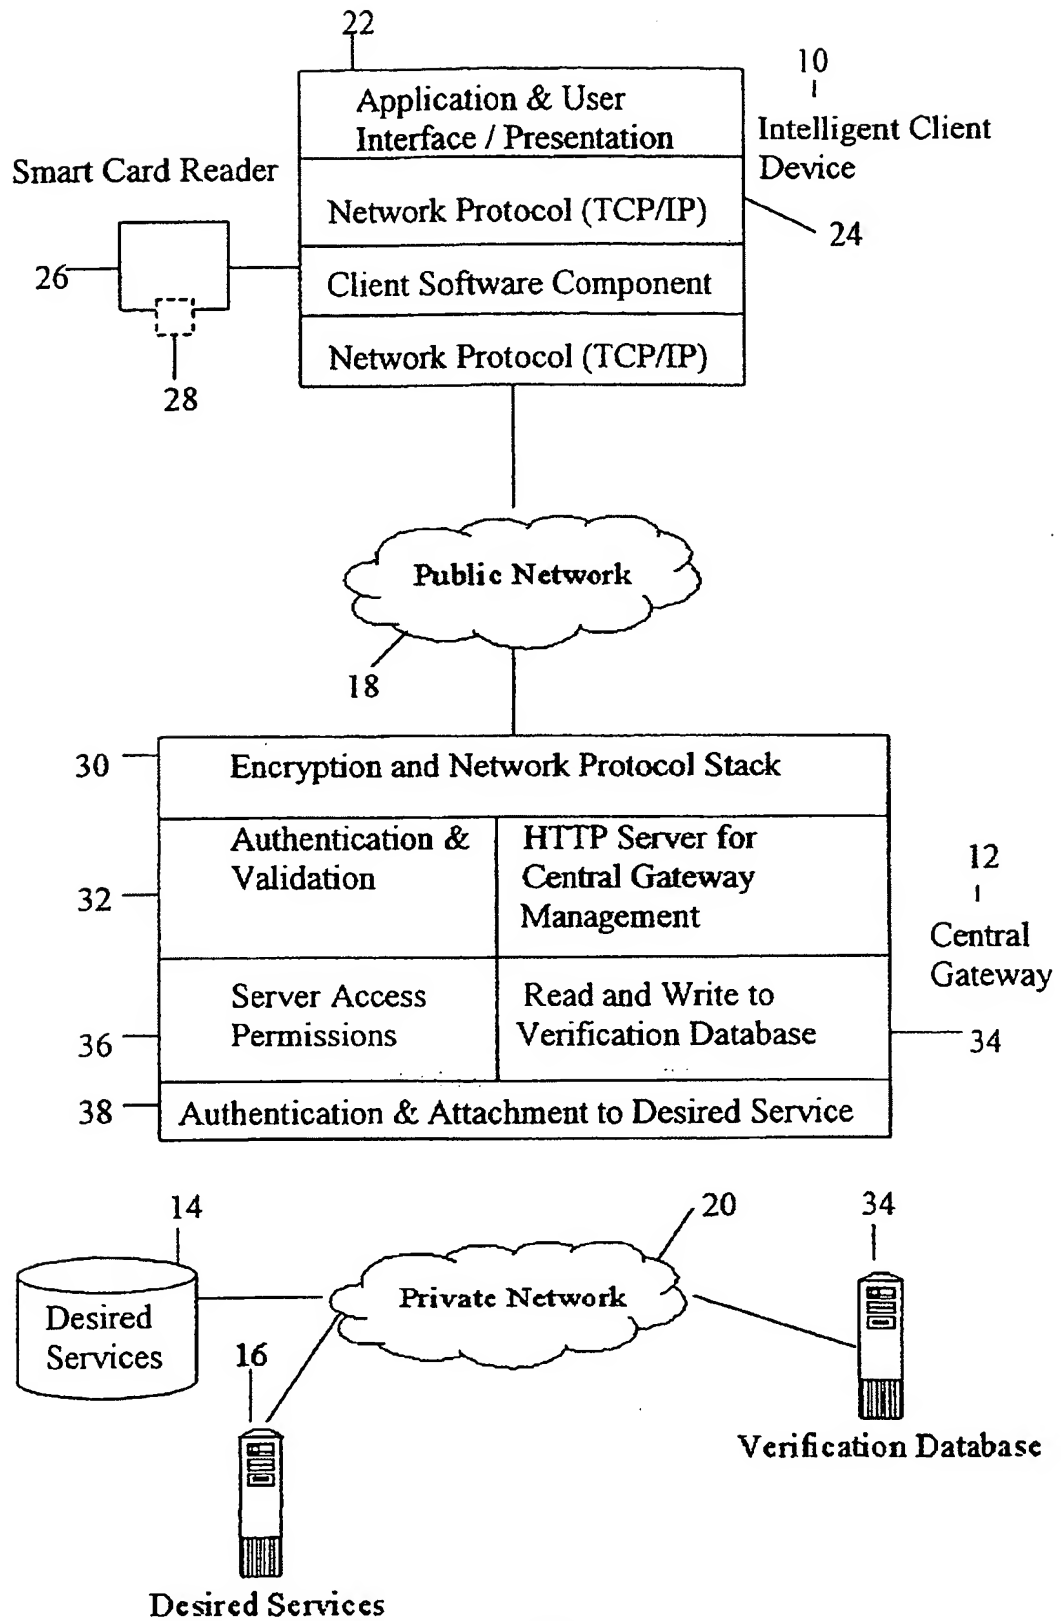 22
10
Application & User
Interface / Presentation
Intelligent Client
Device
Smart Card Reader
Network Protocol (TCP/IP)
24
26
Client Software Component
Network Protocol (TCP/IP)
28
Public Network
18
30
Encryption and Network Protocol Stack
Authentication &
Validation
HTTP Server for
Central Gateway
Management
32
12
Central
Gateway
Server Access
Permissions
Read and Write to
Verification Database
36
34
38
Authentication & Attachment to Desired Service
14
20
34
Private Network
Desired
Services
16
Verification Database
Desired Services